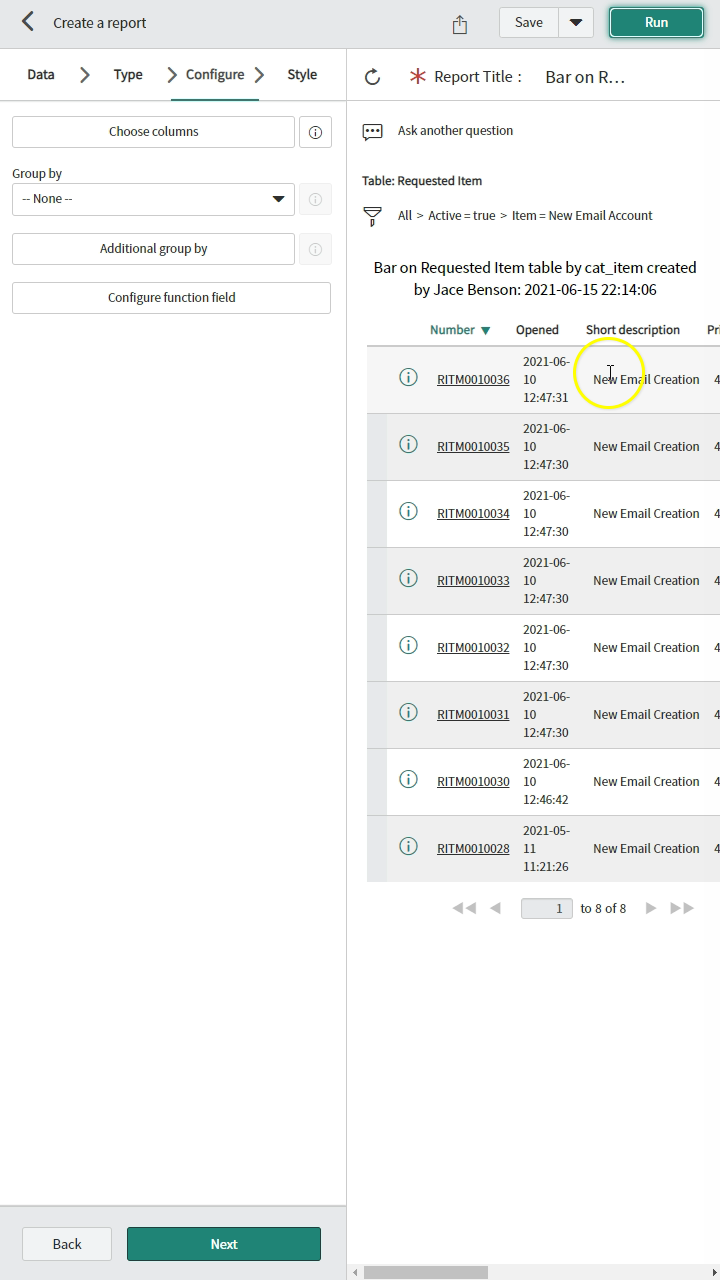 Create a report
Save
Run
Data
Type
Configure
Style
Choose columns
Group by
-- None --
Additional group by
Configure function field
Back
Next
* Report Title : Bar on R…
Ask another question
Table: Requested Item
All > Active = true > Item = New Email Account
Bar on Requested Item table by cat_item created
by Jace Benson: 2021-06-15 22:14:06
Number Opened Short description Pri
RITM0010036 2021-06-10 12:47:31 New Email Creation 4
RITM0010035 2021-06-10 12:47:30 New Email Creation 4
RITM0010034 2021-06-10 12:47:30 New Email Creation 4
RITM0010033 2021-06-10 12:47:30 New Email Creation 4
RITM0010032 2021-06-10 12:47:30 New Email Creation 4
RITM0010031 2021-06-10 12:47:30 New Email Creation 4
RITM0010030 2021-06-10 12:46:42 New Email Creation 4
RITM0010028 2021-05-11 11:21:26 New Email Creation 4
1 to 8 of 8